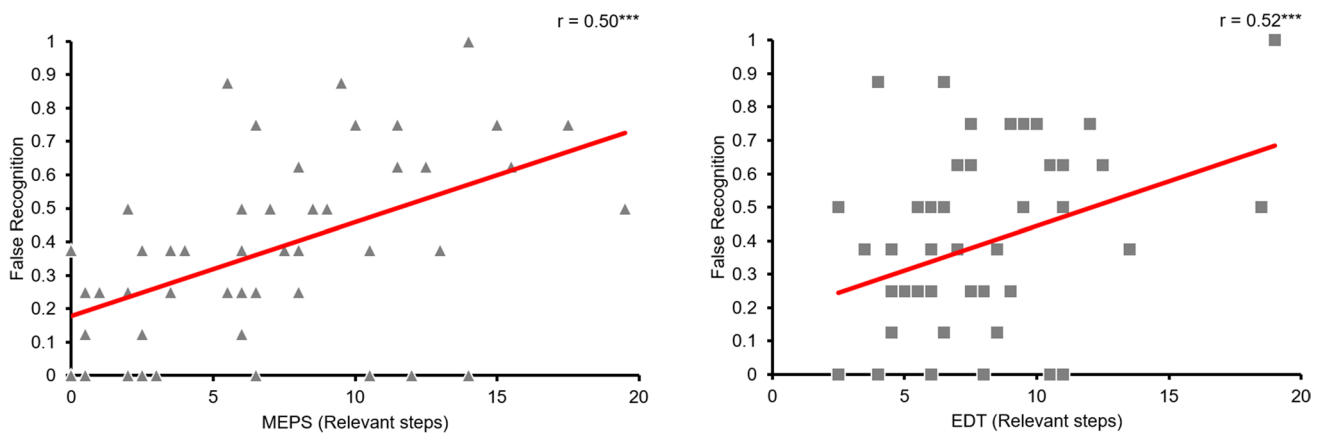 r = 0.50***
1
0.9
0.8
0.7
0.6
0.5
0.4
0.3
0.2
0.1
0
False Recognition
0 5 10 15 20
MEPS (Relevant steps)
r = 0.52***
1
0.9
0.8
0.7
0.6
0.5
0.4
0.3
0.2
0.1
0
False Recognition
0 5 10 15 20
EDT (Relevant steps)